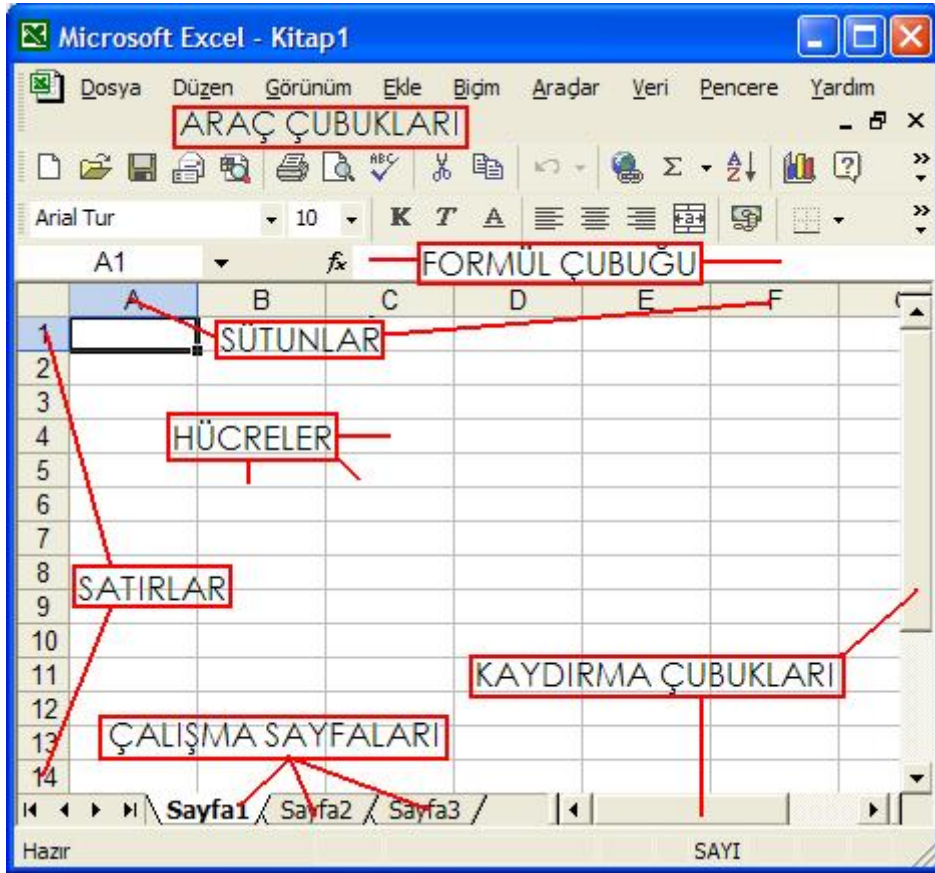 Microsoft Excel - Kitap1
Dosya Düzen Görünüm Ekle Biçim Araçlar Veri Pencere Yardım
ARAÇ ÇUBUKLARI
ABC Σ A Z ?
Arial Tur 10 K T A a
A1 fx FORMÜL ÇUBUĞU
A B C D E F
SÜTUNLAR
1
2
3
4 HÜCRELER
5
6
7
8
SATIRLAR
9
10
11 KAYDIRMA ÇUBUKLARI
12
13 ÇALIŞMA SAYFALARI
14
Sayfa1 Sayfa2 Sayfa3
Hazır SAYI